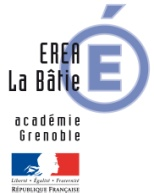 EREA
La Bâtie
É
académie
Grenoble
Liberté • Égalité • Fraternité
RÉPUBLIQUE FRANÇAISE